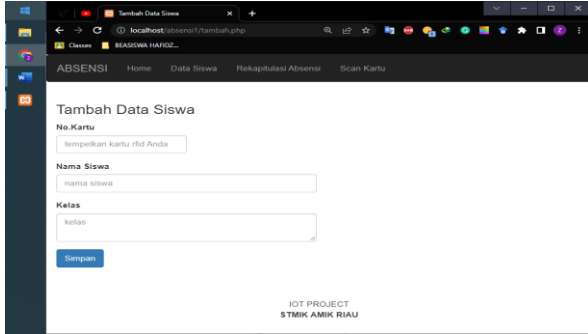 Tambah Data Siswa
localhost/absensi1/tambah.php
Classes BEASISWA HAFIDZ...
ABSENSI Home Data Siswa Rekapitulasi Absensi Scan Kartu
Tambah Data Siswa
No.Kartu
tempelkan kartu rfid Anda
Nama Siswa
nama siswa
Kelas
kelas
Simpan
IOT PROJECT
STMIK AMIK RIAU